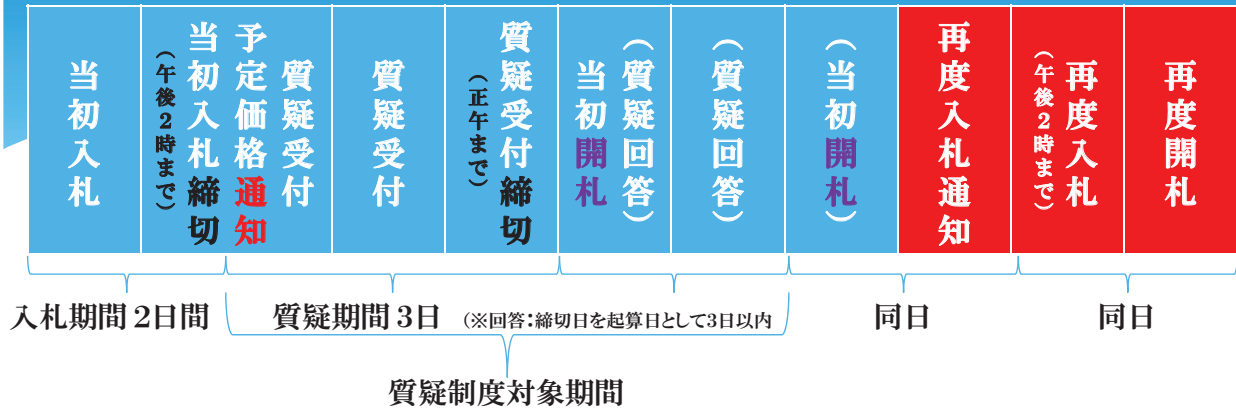 当初入札
当初入札締切
（午後2時まで）
予定価格通知
質疑受付
質疑受付
質疑受付締切
（正午まで）
当初開札
（質疑回答）
（質疑回答）
（当初開札）
再度入札通知
再度入札
（午後2時まで）
再度開札
入札期間2日間
質疑期間3日
（※回答：締切日を起算日として3日以内
同日
同日
質疑制度対象期間